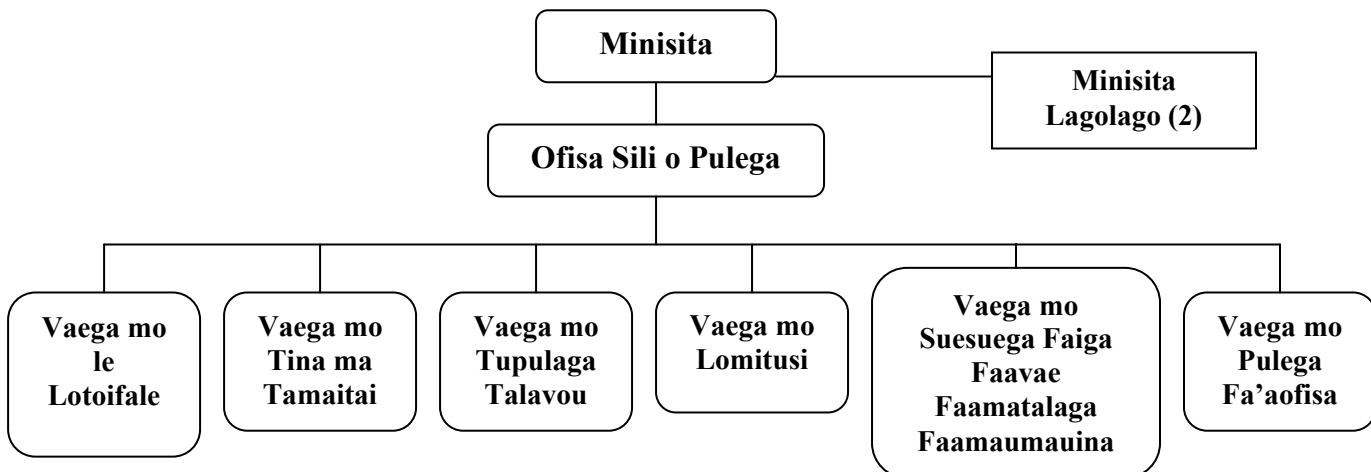 Minisita
Minisita
Lagolago (2)
Ofisa Sili o Pulega
Vaega mo
le
Lotoifale
Vaega mo
Tina ma
Tamaitai
Vaega mo
Tupulaga
Talavou
Vaega mo
Lomitusi
Vaega mo
Suesuega Faiga
Faavae
Faamatalaga
Faamaumauina
Vaega mo
Pulega
Fa’aofisa